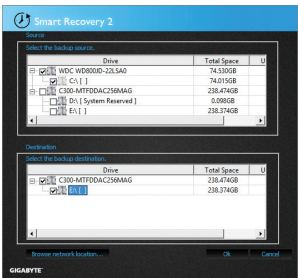 Smart Recovery 2
Source
Select the backup source.
Drive Total Space U
WDC WD800JD-22LSA0 74.530GB
C:\ [ ] 74.015GB
C300-MTFDDAC256MAG 238.474GB
D:\ [ System Reserved ] 0.098GB
E:\ [ ] 238.374GB
Destination
Select the backup destination.
Drive Total Space U
C300-MTFDDAC256MAG 238.474GB
E:\ [ ] 238.374GB
Browse network location... Ok Cancel
GIGABYTE